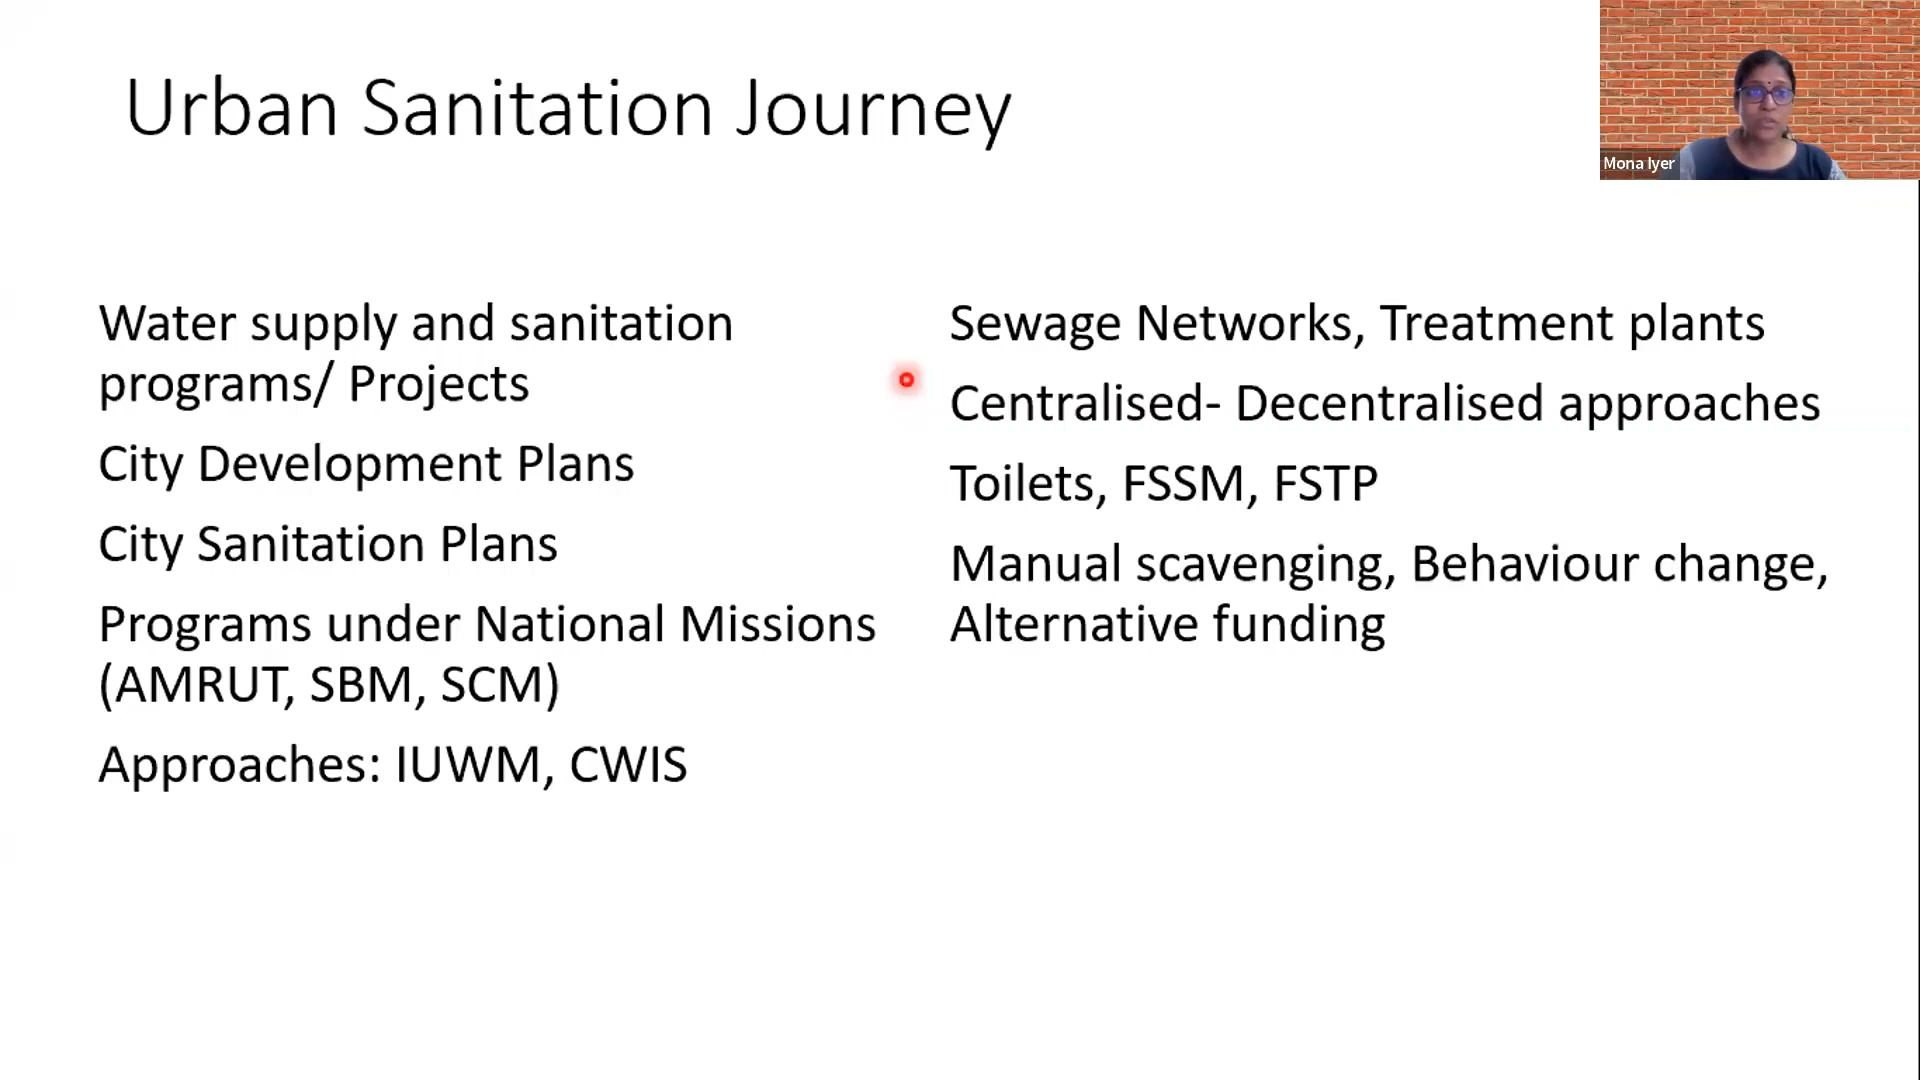 Urban Sanitation Journey
Mona Iyer
Water supply and sanitation
programs/ Projects
City Development Plans
City Sanitation Plans
Programs under National Missions
(AMRUT, SBM, SCM)
Approaches: IUWM, CWIS
Sewage Networks, Treatment plants
Centralised- Decentralised approaches
Toilets, FSSM, FSTP
Manual scavenging, Behaviour change,
Alternative funding